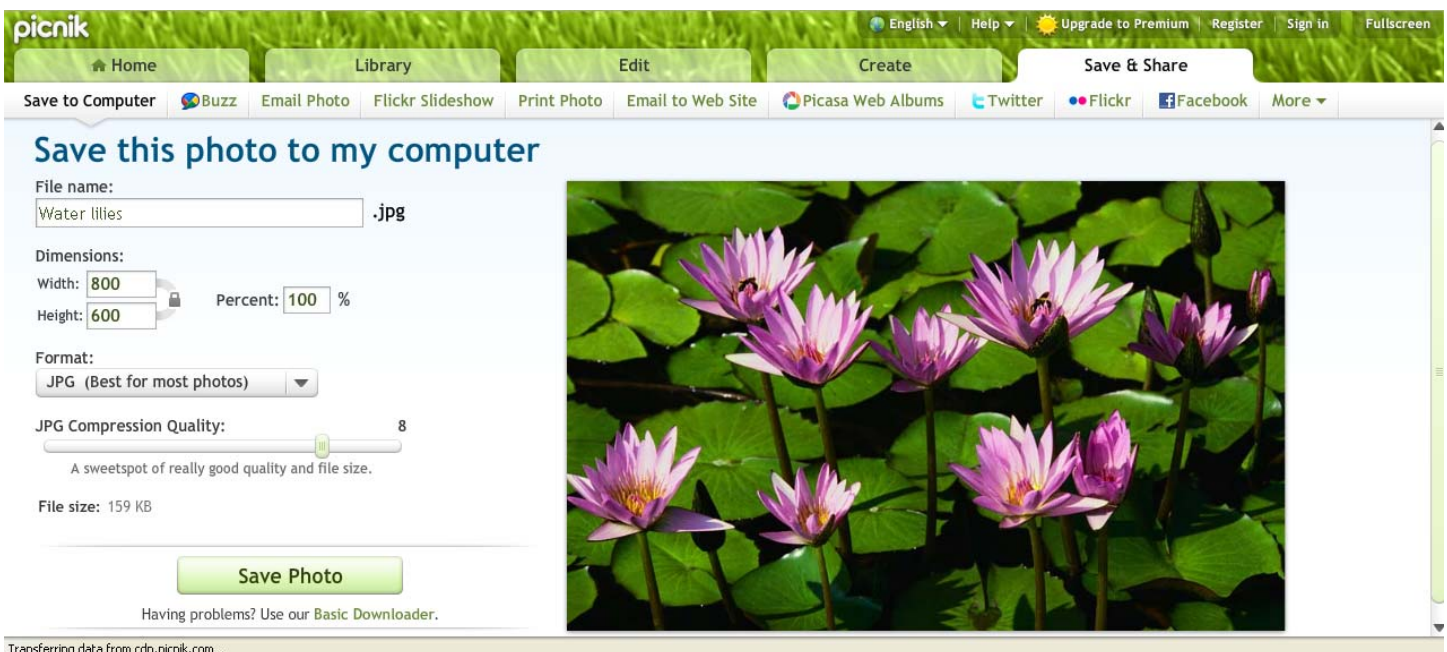 picnik
English Help Upgrade to Premium Register Sign in Fullscreen
Home Library Edit Create Save & Share
Save to Computer Buzz Email Photo Flickr Slideshow Print Photo Email to Web Site Picasa Web Albums Twitter Flickr Facebook More
Save this photo to my computer
File name:
Water lilies .jpg
Dimensions:
Width: 800
Percent: 100 %
Height: 600
Format:
JPG (Best for most photos)
JPG Compression Quality: 8
A sweetspot of really good quality and file size.
File size: 159 KB
Save Photo
Having problems? Use our Basic Downloader.
Transferring data from cdn.picnik.com...